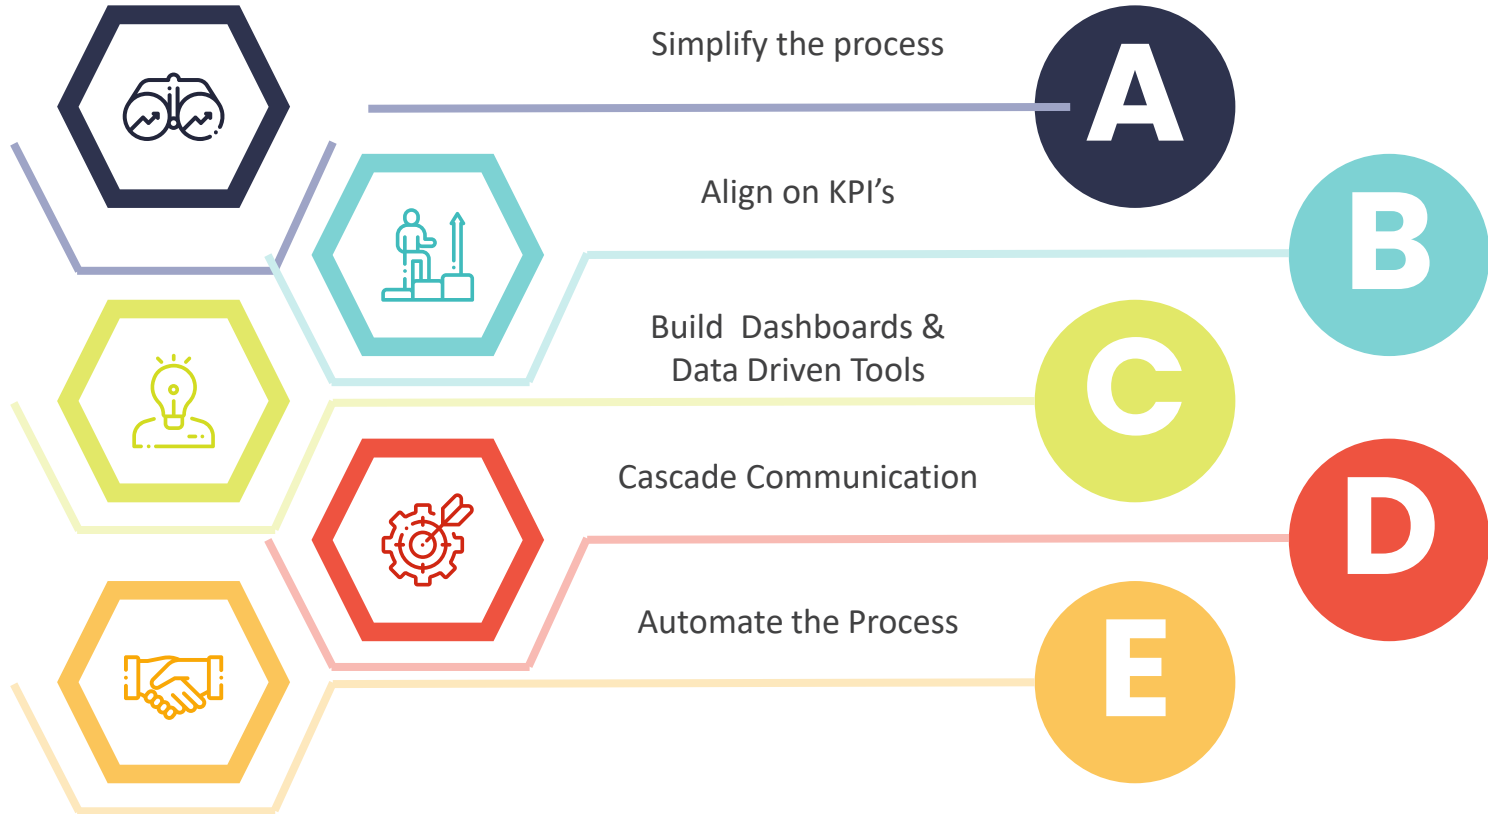 Simplify the process
A
Align on KPI’s
B
Build  Dashboards &
Data Driven Tools
C
Cascade Communication
D
Automate the Process
E